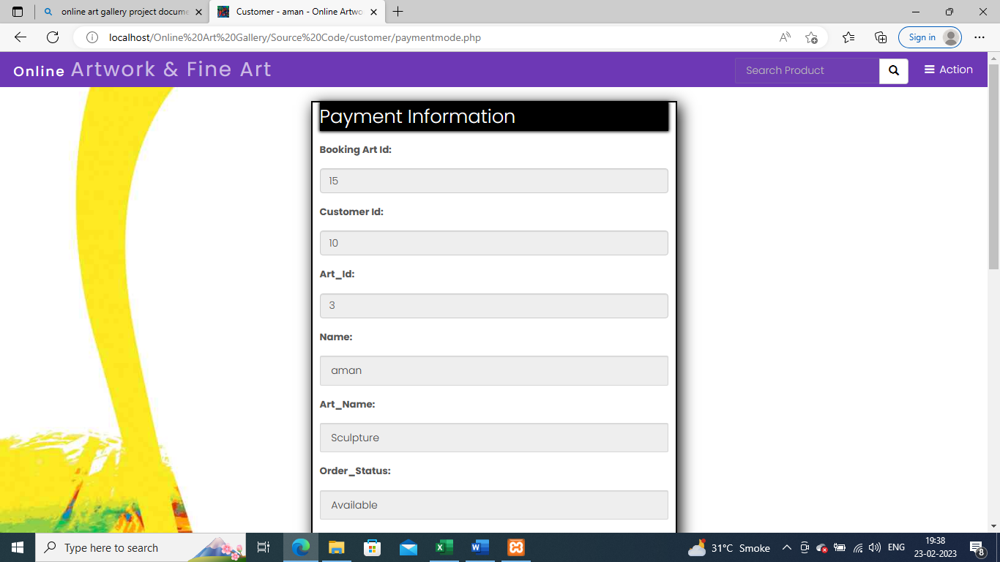 online art gallery project docume
Customer - aman - Online Artwo
localhost/Online%20Art%20Gallery/Source%20Code/customer/paymentmode.php
Sign in
Online Artwork & Fine Art
Search Product
Action
Payment Information
Booking Art Id:
15
Customer Id:
10
Art_Id:
3
Name:
aman
Art_Name:
Sculpture
Order_Status:
Available
Type here to search
31°C Smoke
ENG
19:38
23-02-2023
8